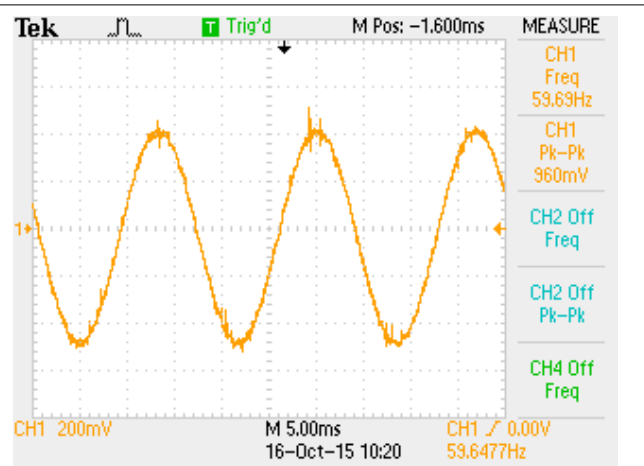 Tek T Trig'd M Pos: -1.600ms MEASURE
CH1
Freq
59.69Hz
CH1
Pk-Pk
960mV
CH2 Off
Freq
CH2 Off
Pk-Pk
CH4 Off
Freq
1
CH1 200mV M 5.00ms CH1 / 0.00V
16-Oct-15 10:20 59.6477Hz